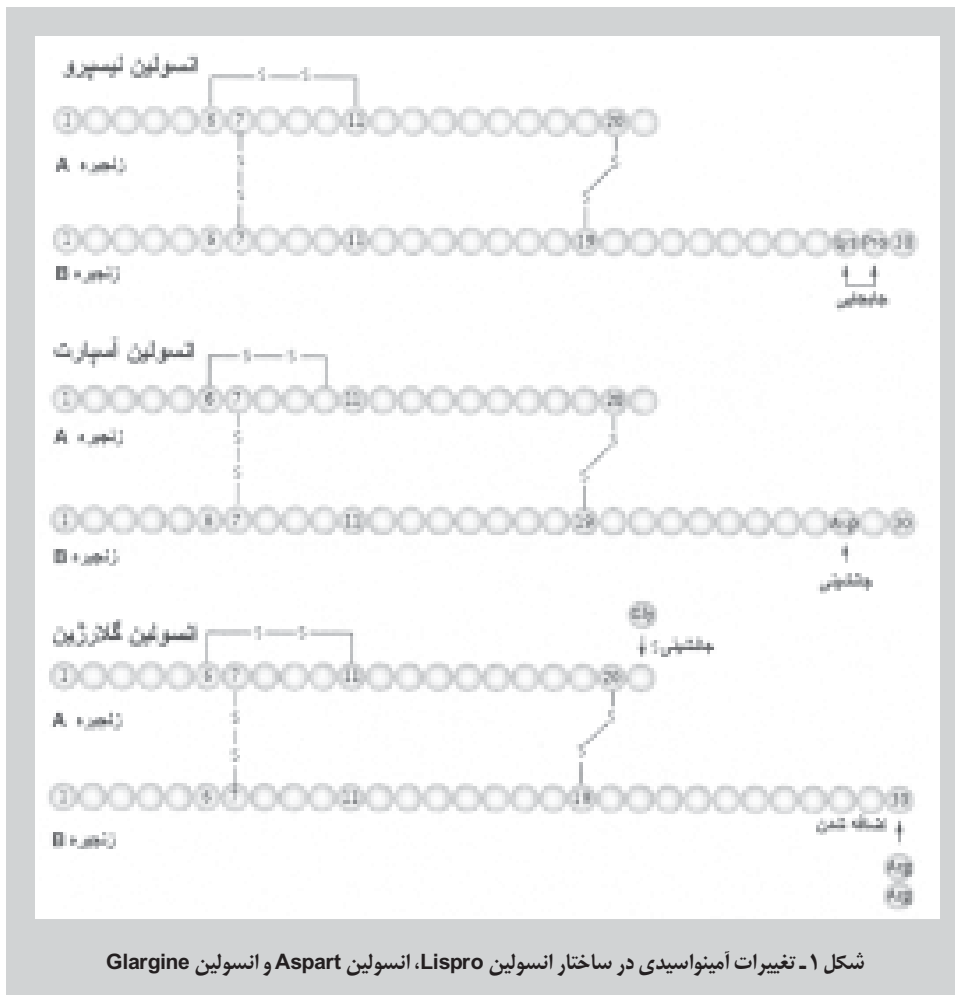 انسولین لیسپرو
S S
1 6 7 11 20
S S
زنجیره A
S S
1 6 7 11 19 Lys Pro 30
زنجیره B
جابجایی
انسولین آسپارت
S S
1 6 7 11 20
S S
زنجیره A
S S
1 6 7 11 19 Asp 30
زنجیره B
جانشینی
انسولین گلارژین
S S
Gly
جانشینی
1 6 7 11 20
S S
زنجیره A
S S
1 6 7 11 19 30
زنجیره B
اضافه شدن
Arg
Arg
شکل ۱ ـ تغییرات آمینواسیدی در ساختار انسولین Lispro، انسولین Aspart و انسولین Glargine